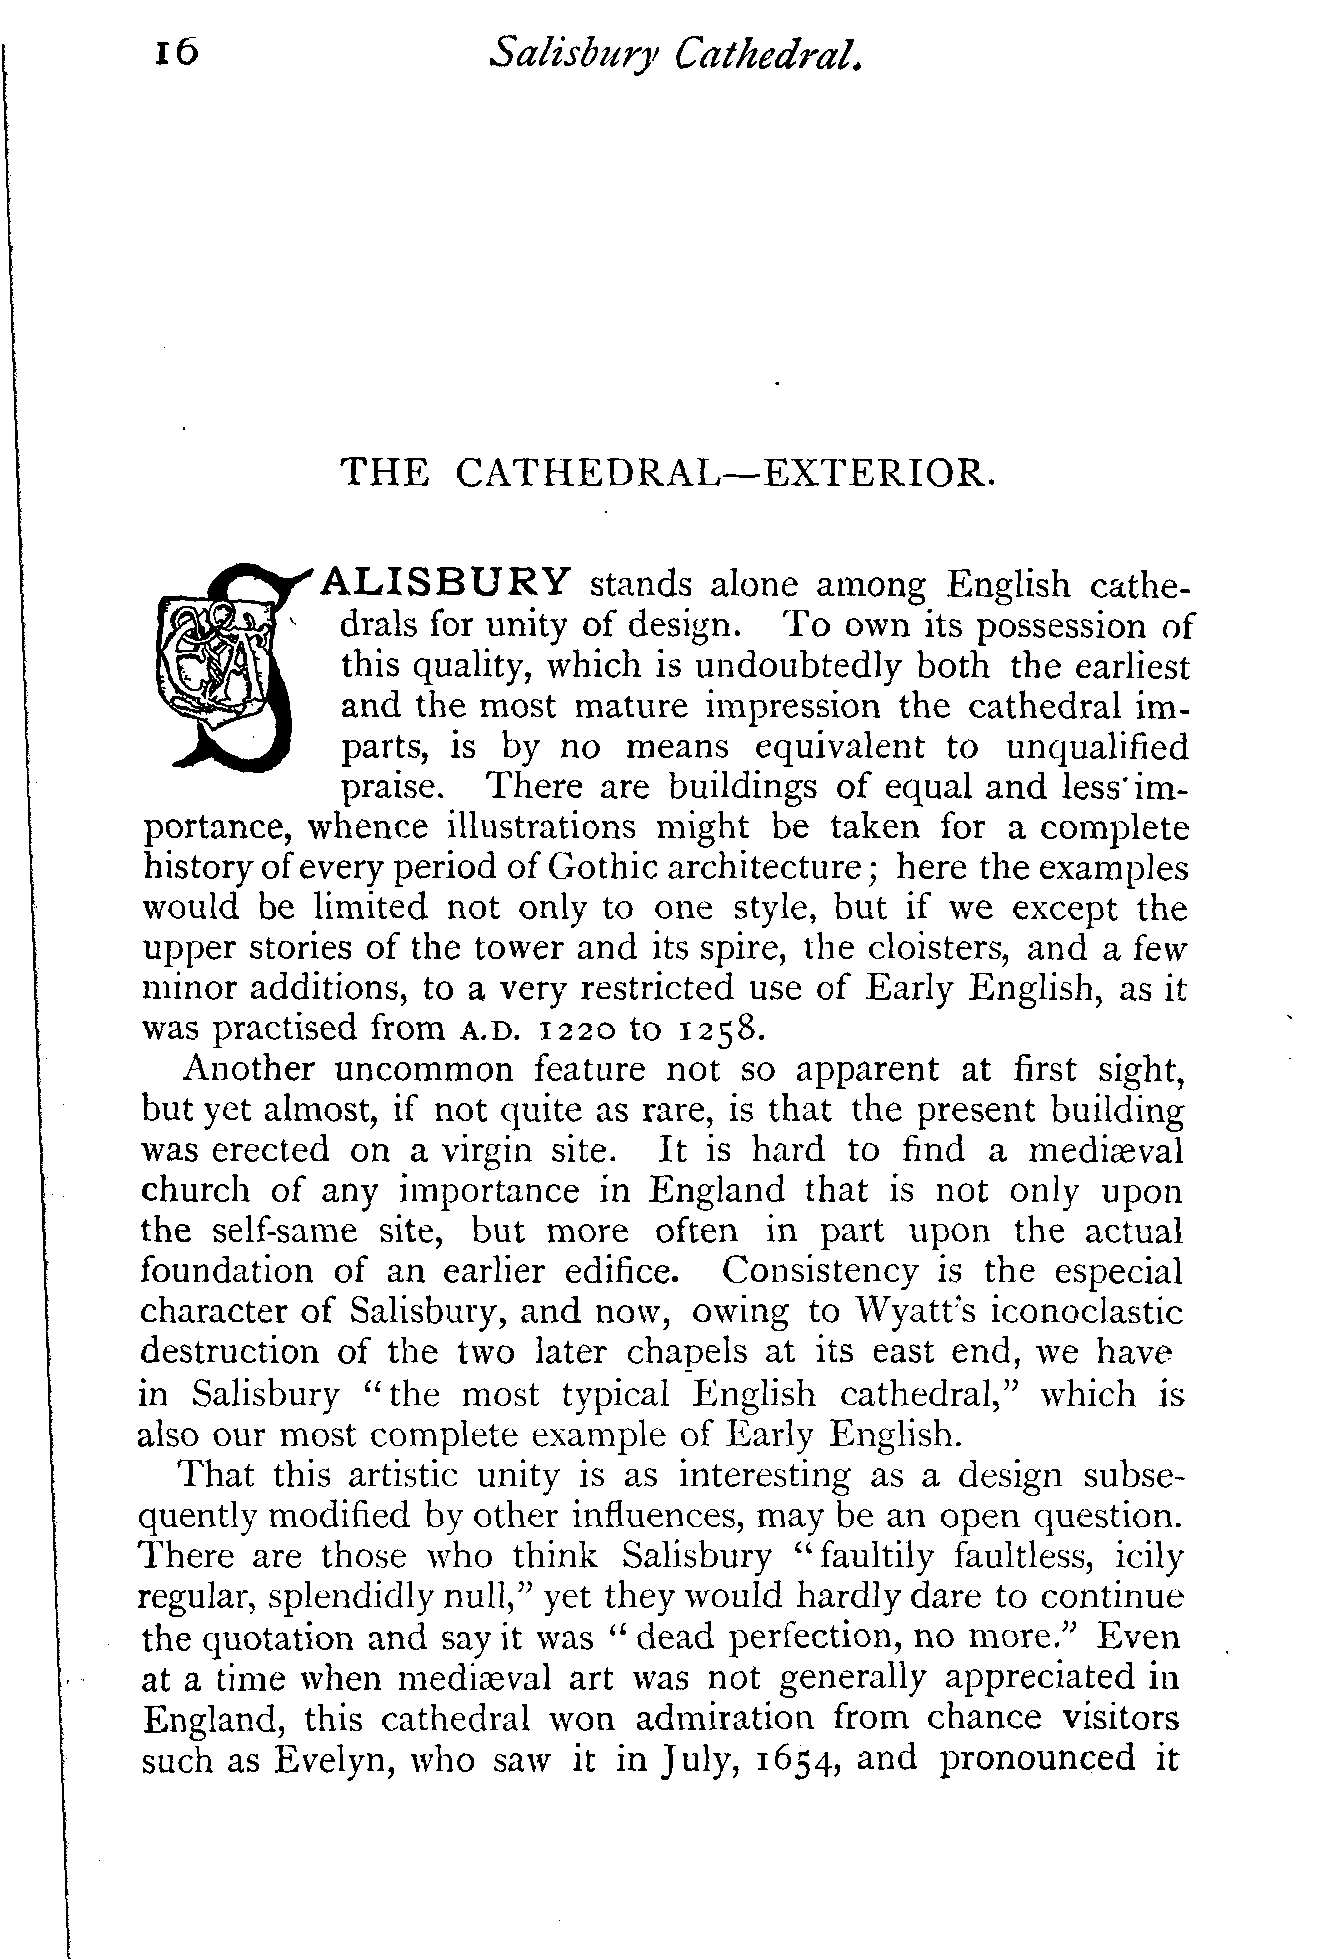 16 Salisbury Cathedral.
THE CATHEDRAL—EXTERIOR.
SALISBURY stands alone among English cathe-
drals for unity of design. To own its possession of
this quality, which is undoubtedly both the earliest
and the most mature impression the cathedral im-
parts, is by no means equivalent to unqualified
praise. There are buildings of equal and less im-
portance, whence illustrations might be taken for a complete
history of every period of Gothic architecture; here the examples
would be limited not only to one style, but if we except the
upper stories of the tower and its spire, the cloisters, and a few
minor additions, to a very restricted use of Early English, as it
was practised from A.D. 1220 to 1258.
Another uncommon feature not so apparent at first sight,
but yet almost, if not quite as rare, is that the present building
was erected on a virgin site. It is hard to find a mediæval
church of any importance in England that is not only upon
the self-same site, but more often in part upon the actual
foundation of an earlier edifice. Consistency is the especial
character of Salisbury, and now, owing to Wyatt's iconoclastic
destruction of the two later chapels at its east end, we have
in Salisbury “the most typical English cathedral,” which is
also our most complete example of Early English.
That this artistic unity is as interesting as a design subse-
quently modified by other influences, may be an open question.
There are those who think Salisbury “faultily faultless, icily
regular, splendidly null,” yet they would hardly dare to continue
the quotation and say it was “dead perfection, no more.” Even
at a time when mediæval art was not generally appreciated in
England, this cathedral won admiration from chance visitors
such as Evelyn, who saw it in July, 1654, and pronounced it